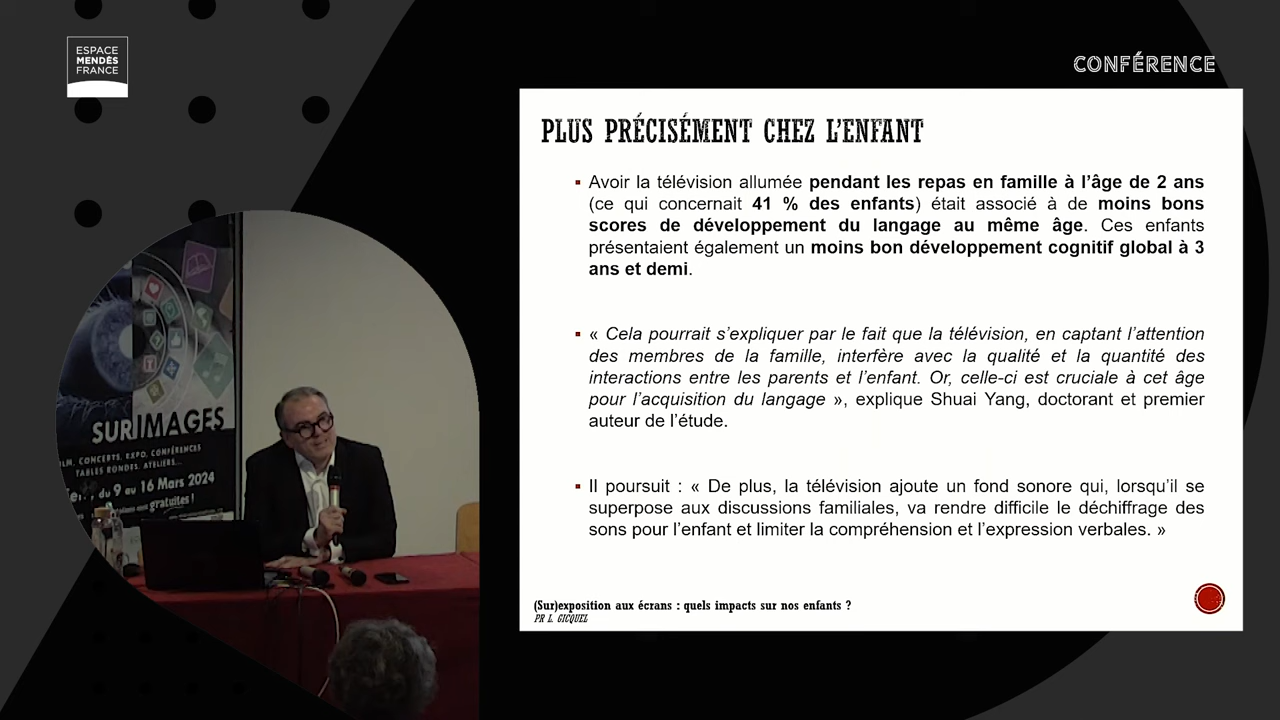 ESPACE
MENDÈS
FRANCE
CONFÉRENCE
PLUS PRÉCISÉMENT CHEZ L'ENFANT
▪ Avoir la télévision allumée pendant les repas en famille à l'âge de 2 ans
(ce qui concernait 41 % des enfants) était associé à de moins bons
scores de développement du langage au même âge. Ces enfants
présentaient également un moins bon développement cognitif global à 3
ans et demi.
▪ « Cela pourrait s'expliquer par le fait que la télévision, en captant l'attention
des membres de la famille, interfère avec la qualité et la quantité des
interactions entre les parents et l'enfant. Or, celle-ci est cruciale à cet âge
pour l'acquisition du langage », explique Shuai Yang, doctorant et premier
auteur de l'étude.
▪ Il poursuit : « De plus, la télévision ajoute un fond sonore qui, lorsqu'il se
superpose aux discussions familiales, va rendre difficile le déchiffrage des
sons pour l'enfant et limiter la compréhension et l'expression verbales. »
(Sur)exposition aux écrans : quels impacts sur nos enfants ?
PR L. GICQUEL
SUR IMAGES
CONCERTS, EXPO, CONFÉRENCES
TABLES RONDES, ATELIERS...
du 9 au 16 Mars 2024
gratuites !